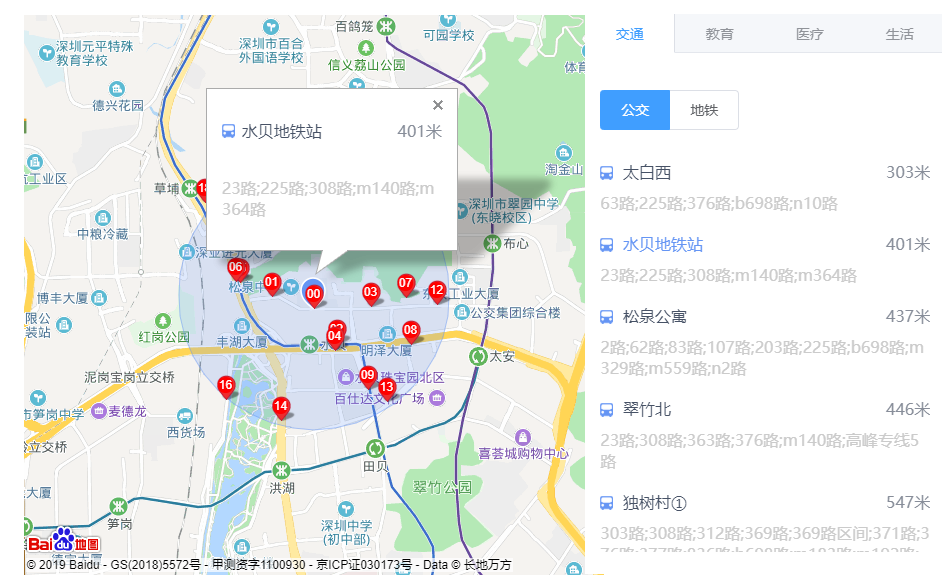 百鸽笼
可园学校
深圳元平特殊
教育学校
深圳市百合
外国语学校
信义荔山公园
体育
德兴花园
水贝地铁站
401米
23路;225路;308路;m140路;m
364路
淘金山
工业区
草埔
深圳市翠园中学
(东晓校区)
中粮冷藏
布心
深业进元大厦
06
松泉中学
01
00
03
07
12
工业大厦
博丰大厦
公交集团综合楼
限公
装站
红岗公园
丰湖大厦
04
08
明泽大厦
太安
泥岗宝岗立交桥
16
09
珠宝园北区
13
百仕达文化广场
14
市笋岗中学
麦德龙
西货场
立交桥
喜荟城购物中心
田贝
洪湖
翠竹公园
大厦
笋岗
深圳中学
(初中部)
Bai du 地图
© 2019 Baidu - GS(2018)5572号 - 甲测资字1100930 - 京ICP证030173号 - Data © 长地万方
交通
教育
医疗
生活
公交
地铁
太白西
303米
63路;225路;376路;b698路;n10路
水贝地铁站
401米
23路;225路;308路;m140路;m364路
松泉公寓
437米
2路;62路;83路;107路;203路;225路;b698路;m
329路;m559路;n2路
翠竹北
446米
23路;308路;363路;376路;m140路;高峰专线5
路
独树村①
547米
303路;308路;312路;369路;369路区间;371路;3